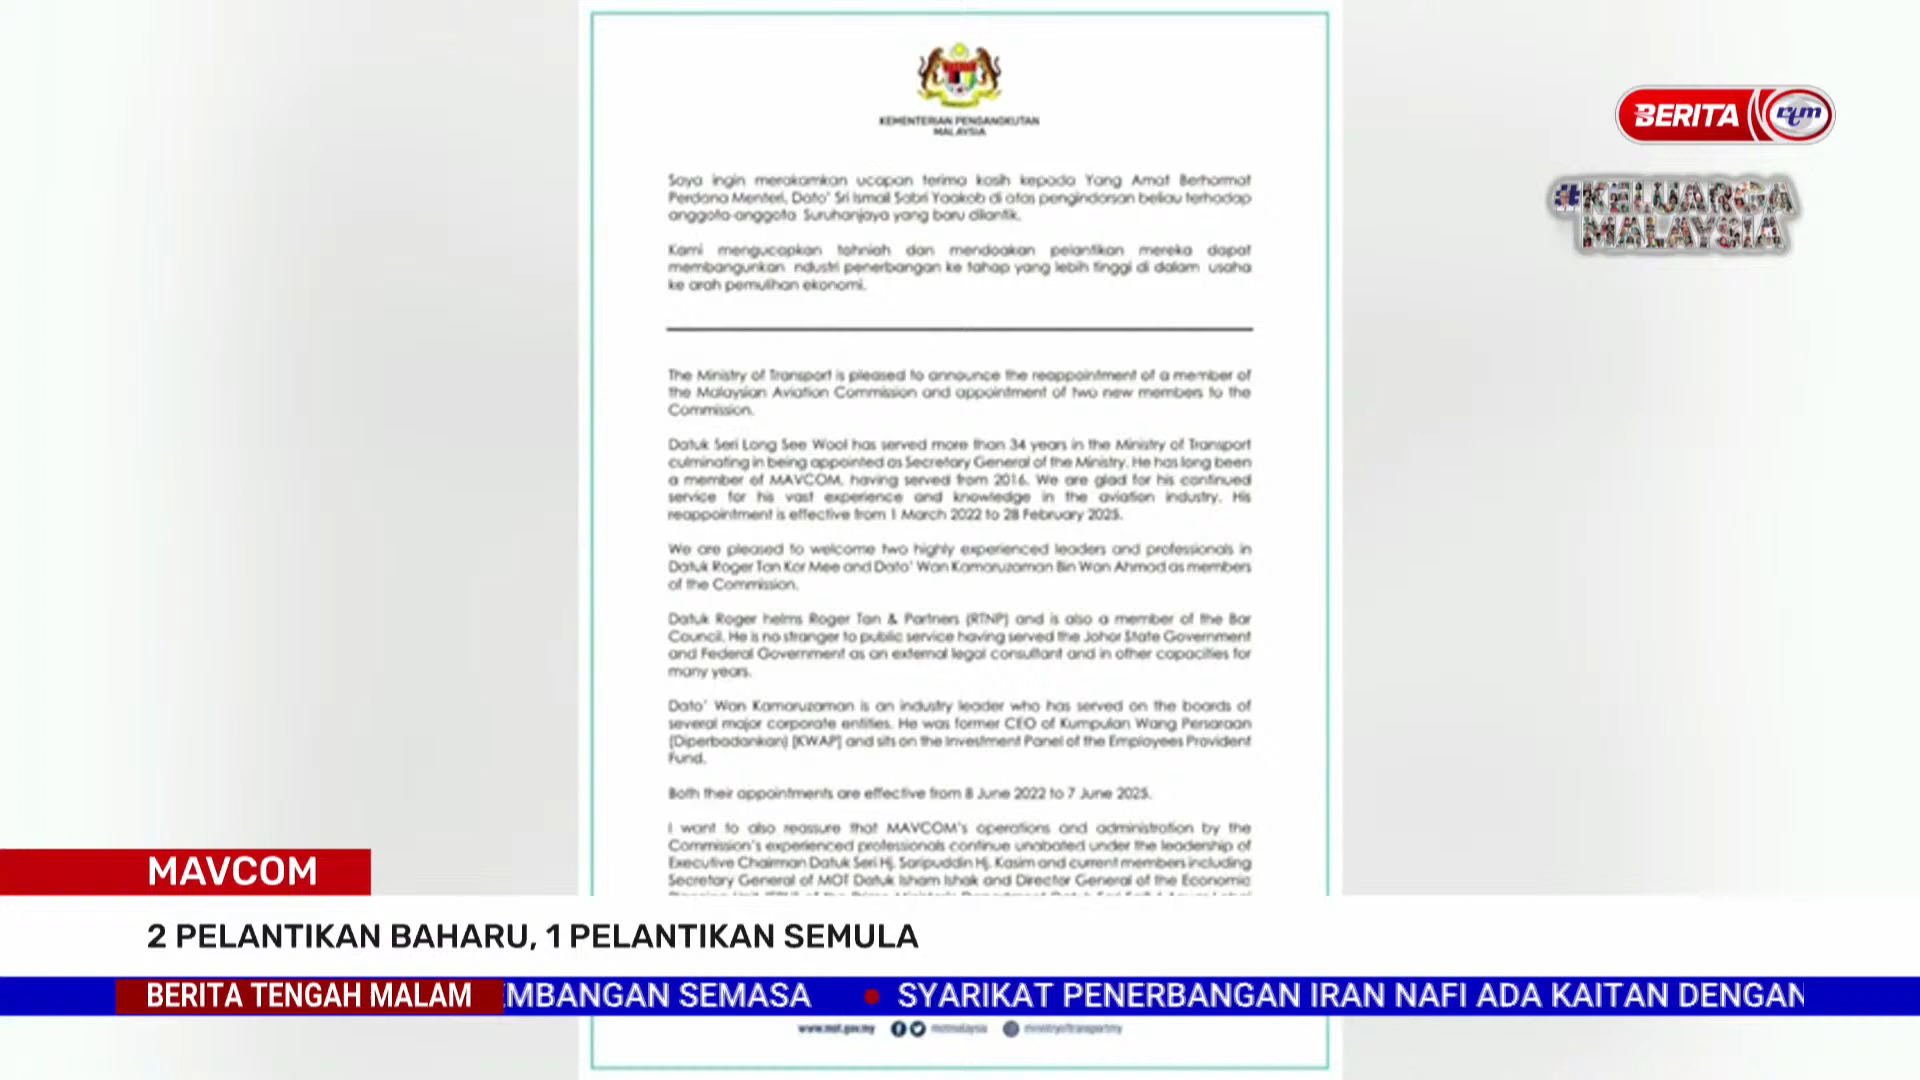 KEMENTERIAN PENGANGKUTAN
MALAYSIA
BERITA rtm
#KELUARGA
MALAYSIA
Saya ingin merakamkan ucapan terima kasih kepada Yang Amat Berhormat
Perdana Menteri, Dato' Sri Ismail Sabri Yaakob di atas pengindorsan beliau terhadap
anggota-anggota Suruhanjaya yang baru dilantik.
Kami mengucapkan tahniah dan mendoakan pelantikan mereka dapat
membangunkan ndustri penerbangan ke tahap yang lebih tinggi di dalam usaha
ke arah pemulihan ekonomi.
The Ministry of Transport is pleased to announce the reappointment of a member of
the Malaysian Aviation Commission and appointment of two new members to the
Commission.
Datuk Seri Long See Wool has served more than 34 years in the Ministry of Transport
culminating in being appointed as Secretary General of the Ministry. He has long been
a member of MAVCOM, having served from 2016. We are glad for his continued
service for his vast experience and knowledge in the aviation industry. His
reappointment is effective from 1 March 2022 to 28 February 2025.
We are pleased to welcome two highly experienced leaders and professionals in
Datuk Roger Tan Kor Mee and Dato' Wan Kamaruzaman Bin Wan Ahmad as members
of the Commission.
Datuk Roger helms Roger Tan & Partners (RTNP) and is also a member of the Bar
Council. He is no stranger to public service having served the Johor State Government
and Federal Government as an external legal consultant and in other capacities for
many years.
Dato' Wan Kamaruzaman is an industry leader who has served on the boards of
several major corporate entities. He was former CEO of Kumpulan Wang Persaraan
(Diperbadankan) [KWAP] and sits on the Investment Panel of the Employees Provident
Fund.
Both their appointments are effective from 8 June 2022 to 7 June 2025.
I want to also reassure that MAVCOM's operations and administration by the
Commission's experienced professionals continue unabated under the leadership of
Executive Chairman Datuk Seri Hj. Saripuddin Hj. Kasim and current members including
Secretary General of MOT Datuk Isham Ishak and Director General of the Economic
MAVCOM
2 PELANTIKAN BAHARU, 1 PELANTIKAN SEMULA
BERITA TENGAH MALAM EMBANGAN SEMASA • SYARIKAT PENERBANGAN IRAN NAFI ADA KAITAN DENGAN
www.mot.gov.my motmalaysia ministryoftransportmy